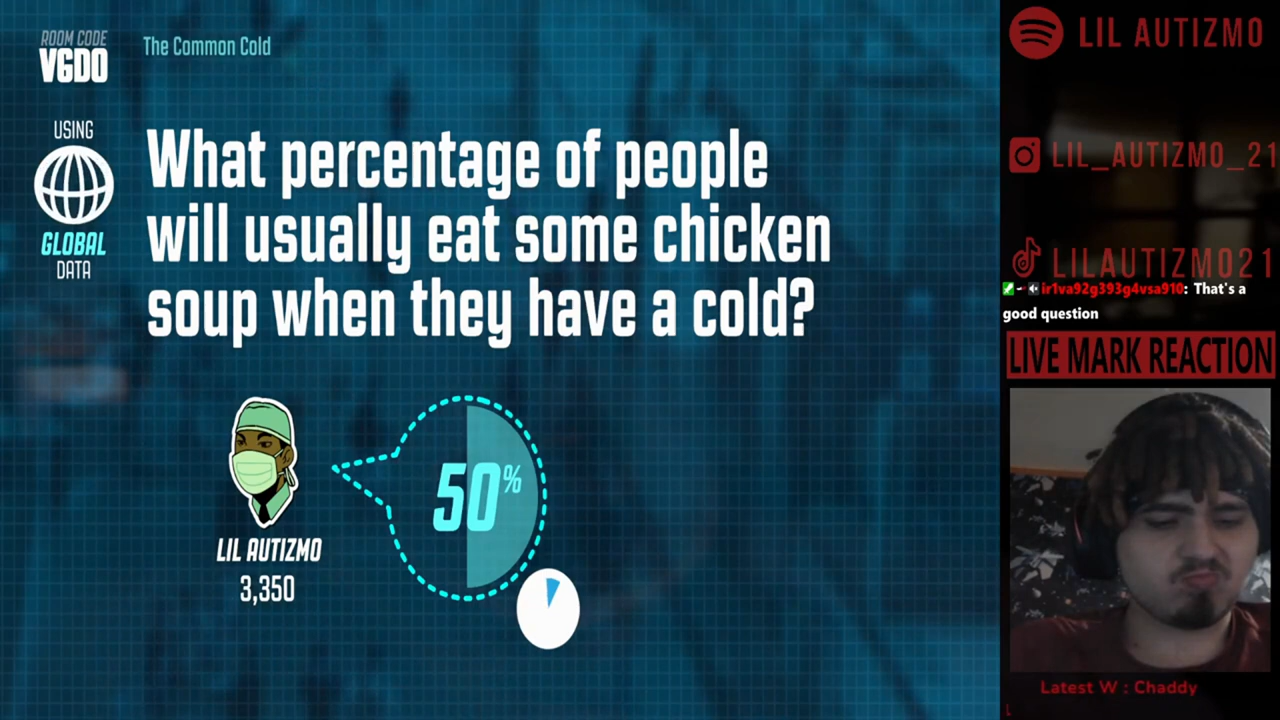 ROOM CODE
V6DO
The Common Cold
USING
GLOBAL
DATA
What percentage of people
will usually eat some chicken
soup when they have a cold?
50%
LIL AUTIZMO
3,350
LIL AUTIZMO
LIL_AUTIZMO_21
LILAUTIZMO21
ir1va92g393g4vsa910: That's a
good question
LIVE MARK REACTION
Latest W : Chaddy